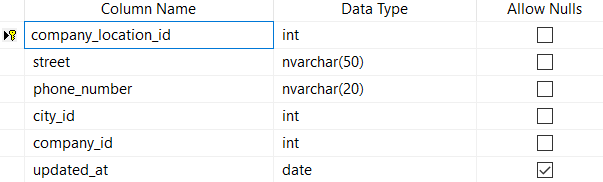 Column Name Data Type Allow Nulls
company_location_id int
street nvarchar(50)
phone_number nvarchar(20)
city_id int
company_id int
updated_at date